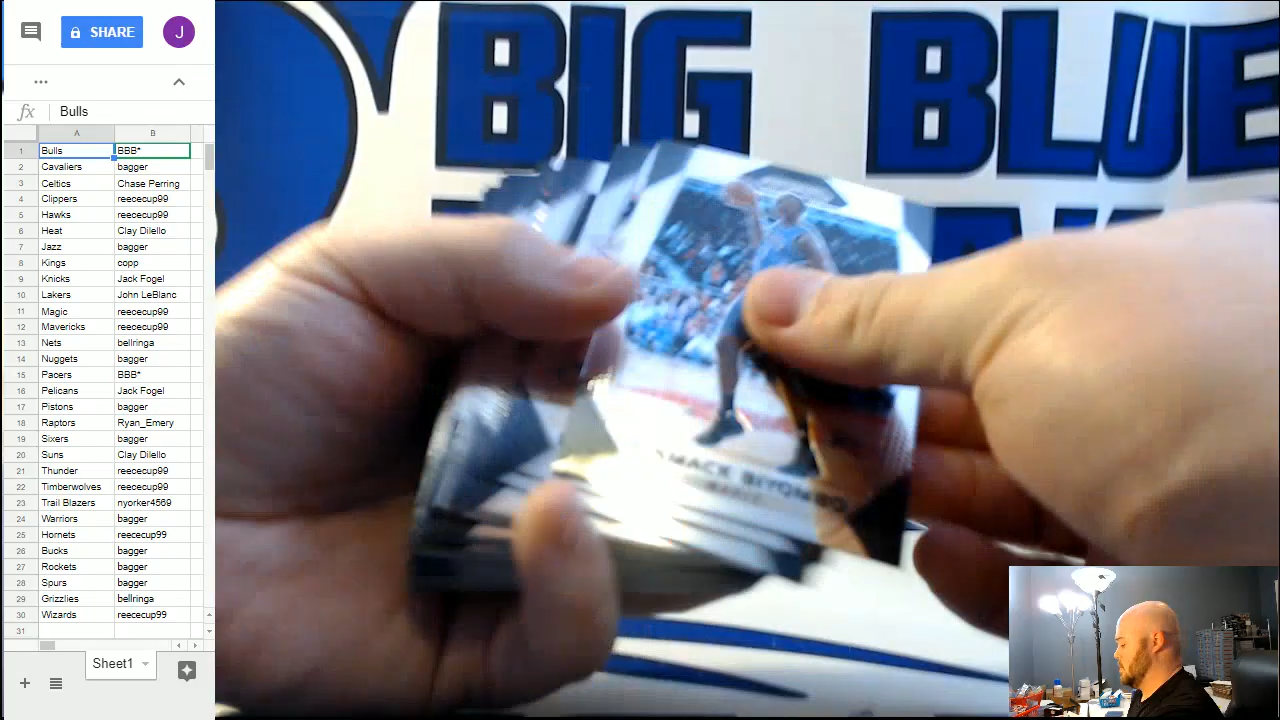 SHARE
J
...
fx Bulls
A B
1 Bulls BBB*
2 Cavaliers bagger
3 Celtics Chase Perring
4 Clippers reececup99
5 Hawks reececup99
6 Heat Clay Dilello
7 Jazz bagger
8 Kings copp
9 Knicks Jack Fogel
10 Lakers John LeBlanc
11 Magic reececup99
12 Mavericks reececup99
13 Nets bellringa
14 Nuggets bagger
15 Pacers BBB*
16 Pelicans Jack Fogel
17 Pistons bagger
18 Raptors Ryan_Emery
19 Sixers bagger
20 Suns Clay Dilello
21 Thunder reececup99
22 Timberwolves reececup99
23 Trail Blazers nyorker4569
24 Warriors bagger
25 Hornets reececup99
26 Bucks bagger
27 Rockets bagger
28 Spurs bagger
29 Grizzlies bellringa
30 Wizards reececup99
31
Sheet1
BIG BLUE
MACK BIYOMBO